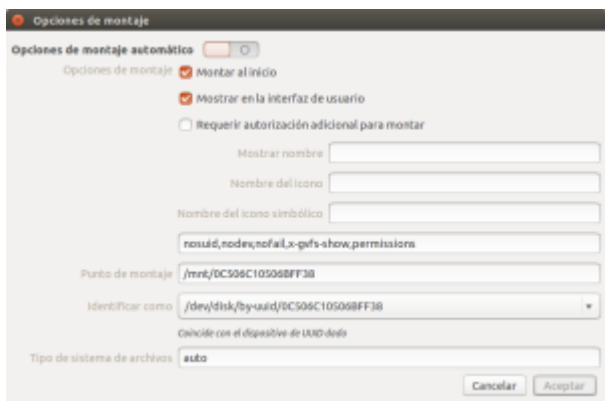 Opciones de montaje
Opciones de montaje automático
Opciones de montaje Montar al inicio
Mostrar en la interfaz de usuario
Requerir autorización adicional para montar
Mostrar nombre
Nombre del icono
Nombre del icono simbólico
nosuid,nodev,nofail,x-gvfs-show,permissions
Punto de montaje /mnt/0C506C10506BFF38
Identificar como /dev/disk/by-uuid/0C506C10506BFF38
Coincide con el dispositivo de UUID dado
Tipo de sistema de archivos auto
Cancelar Aceptar